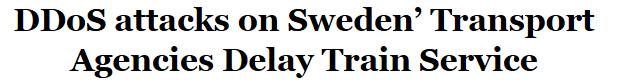 DDoS attacks on Sweden’ Transport
Agencies Delay Train Service